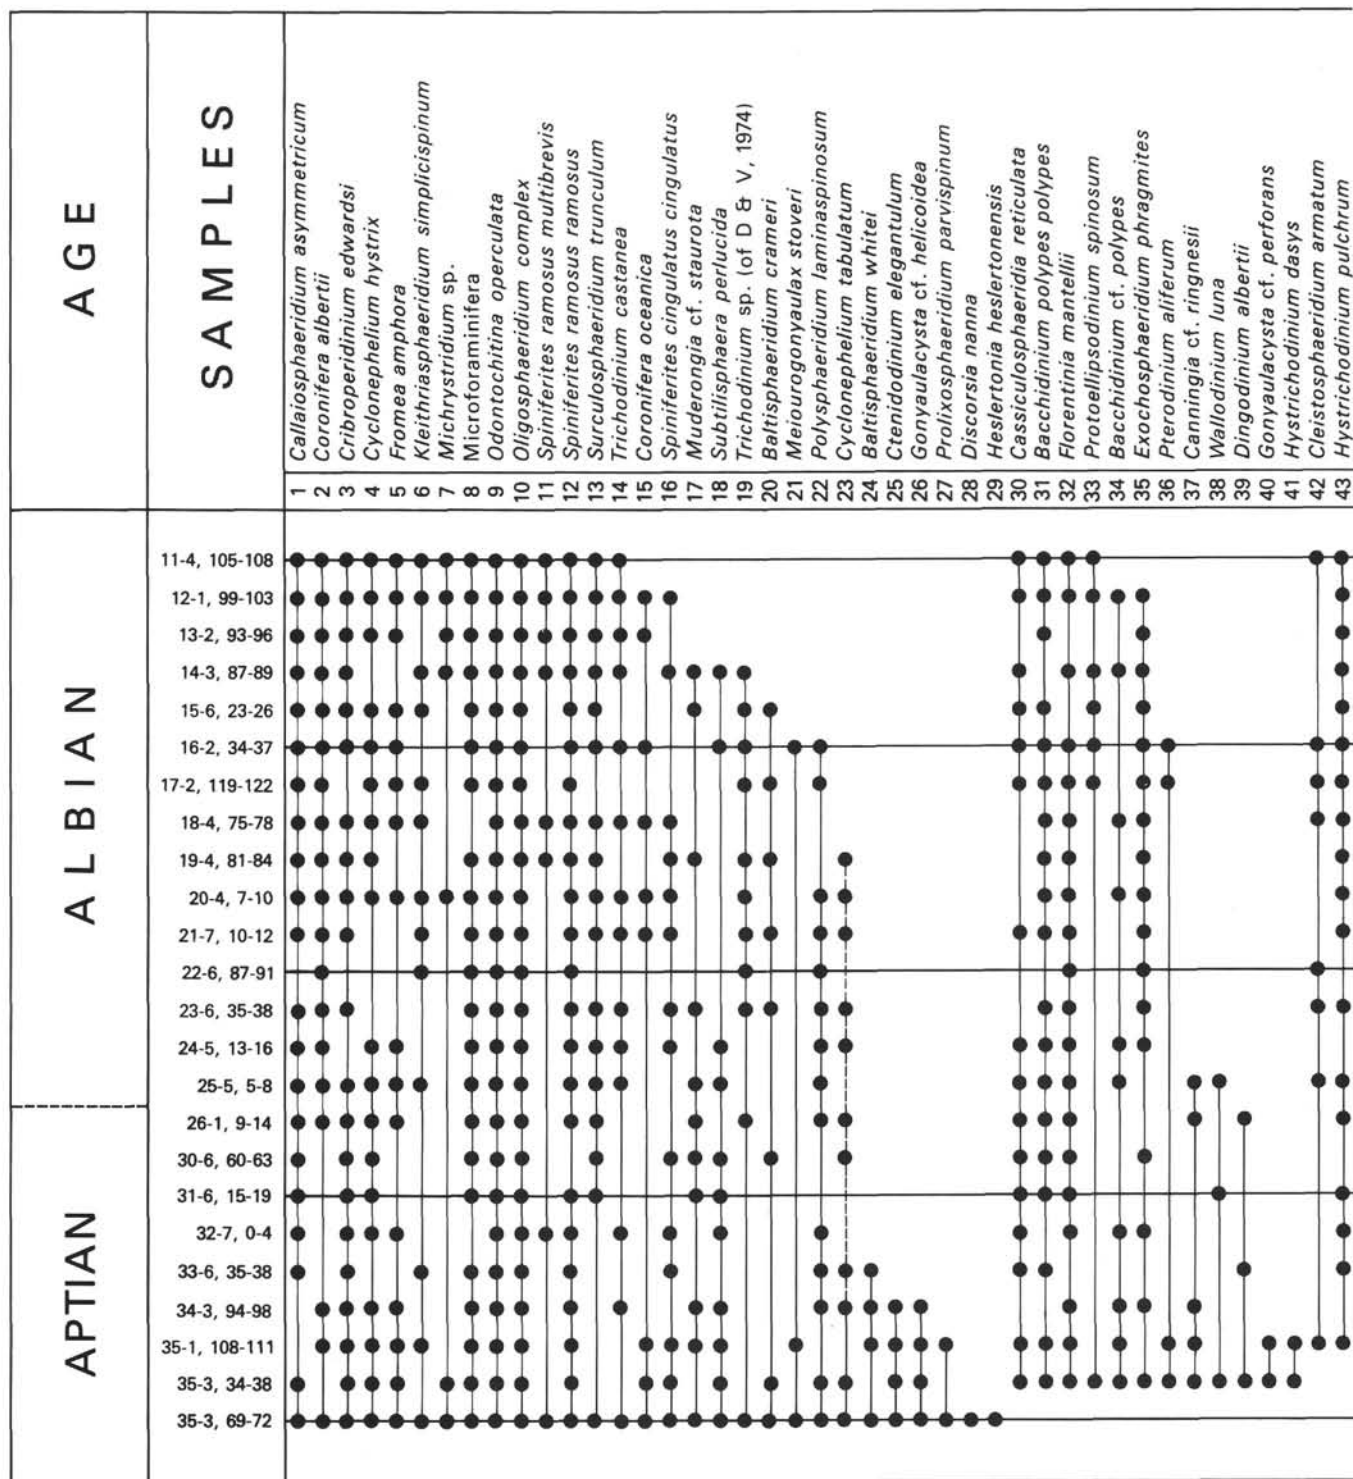 AGE
SAMPLES
Callaiosphaeridium asymmetricum
Coronifera albertii
Cribroperidinium edwardsi
Cyclonephelium hystrix
Fromea amphora
Kleithriasphaeridium simplicispinum
Michrystridium sp.
Microforaminifera
Odontochitina operculata
Oligosphaeridium complex
Spiniferites ramosus multibrevis
Spiniferites ramosus ramosus
Surculosphaeridium trunculum
Trichodinium castanea
Coronifera oceanica
Spiniferites cingulatus cingulatus
Muderongia cf. staurota
Subtilisphaera perlucida
Trichodinium sp. (of D & V, 1974)
Baltisphaeridium crameri
Meiourogonyaulax stoveri
Polysphaeridium laminaspinosum
Cyclonephelium tabulatum
Baltisphaeridium whitei
Ctenidodinium elegantulum
Gonyaulacysta cf. helicoidea
Prolixosphaeridium parvispinum
Discorsia nanna
Heslertonia heslertonensis
Cassiculosphaeridia reticulata
Bacchidinium polypes polypes
Florentinia mantellii
Protoellipsodinium spinosum
Bacchidinium cf. polypes
Exochosphaeridium phragmites
Pterodinium aliferum
Canningia cf. ringnesii
Wallodinium luna
Dingodinium albertii
Gonyaulacysta cf. perforans
Hystrichodinium dasys
Cleistosphaeridium armatum
Hystrichodinium pulchrum
1 2 3 4 5 6 7 8 9 10 11 12 13 14 15 16 17 18 19 20 21 22 23 24 25 26 27 28 29 30 31 32 33 34 35 36 37 38 39 40 41 42 43
ALBIAN
11-4, 105-108
12-1, 99-103
13-2, 93-96
14-3, 87-89
15-6, 23-26
16-2, 34-37
17-2, 119-122
18-4, 75-78
19-4, 81-84
20-4, 7-10
21-7, 10-12
22-6, 87-91
23-6, 35-38
24-5, 13-16
25-5, 5-8
APTIAN
26-1, 9-14
30-6, 60-63
31-6, 15-19
32-7, 0-4
33-6, 35-38
34-3, 94-98
35-1, 108-111
35-3, 34-38
35-3, 69-72